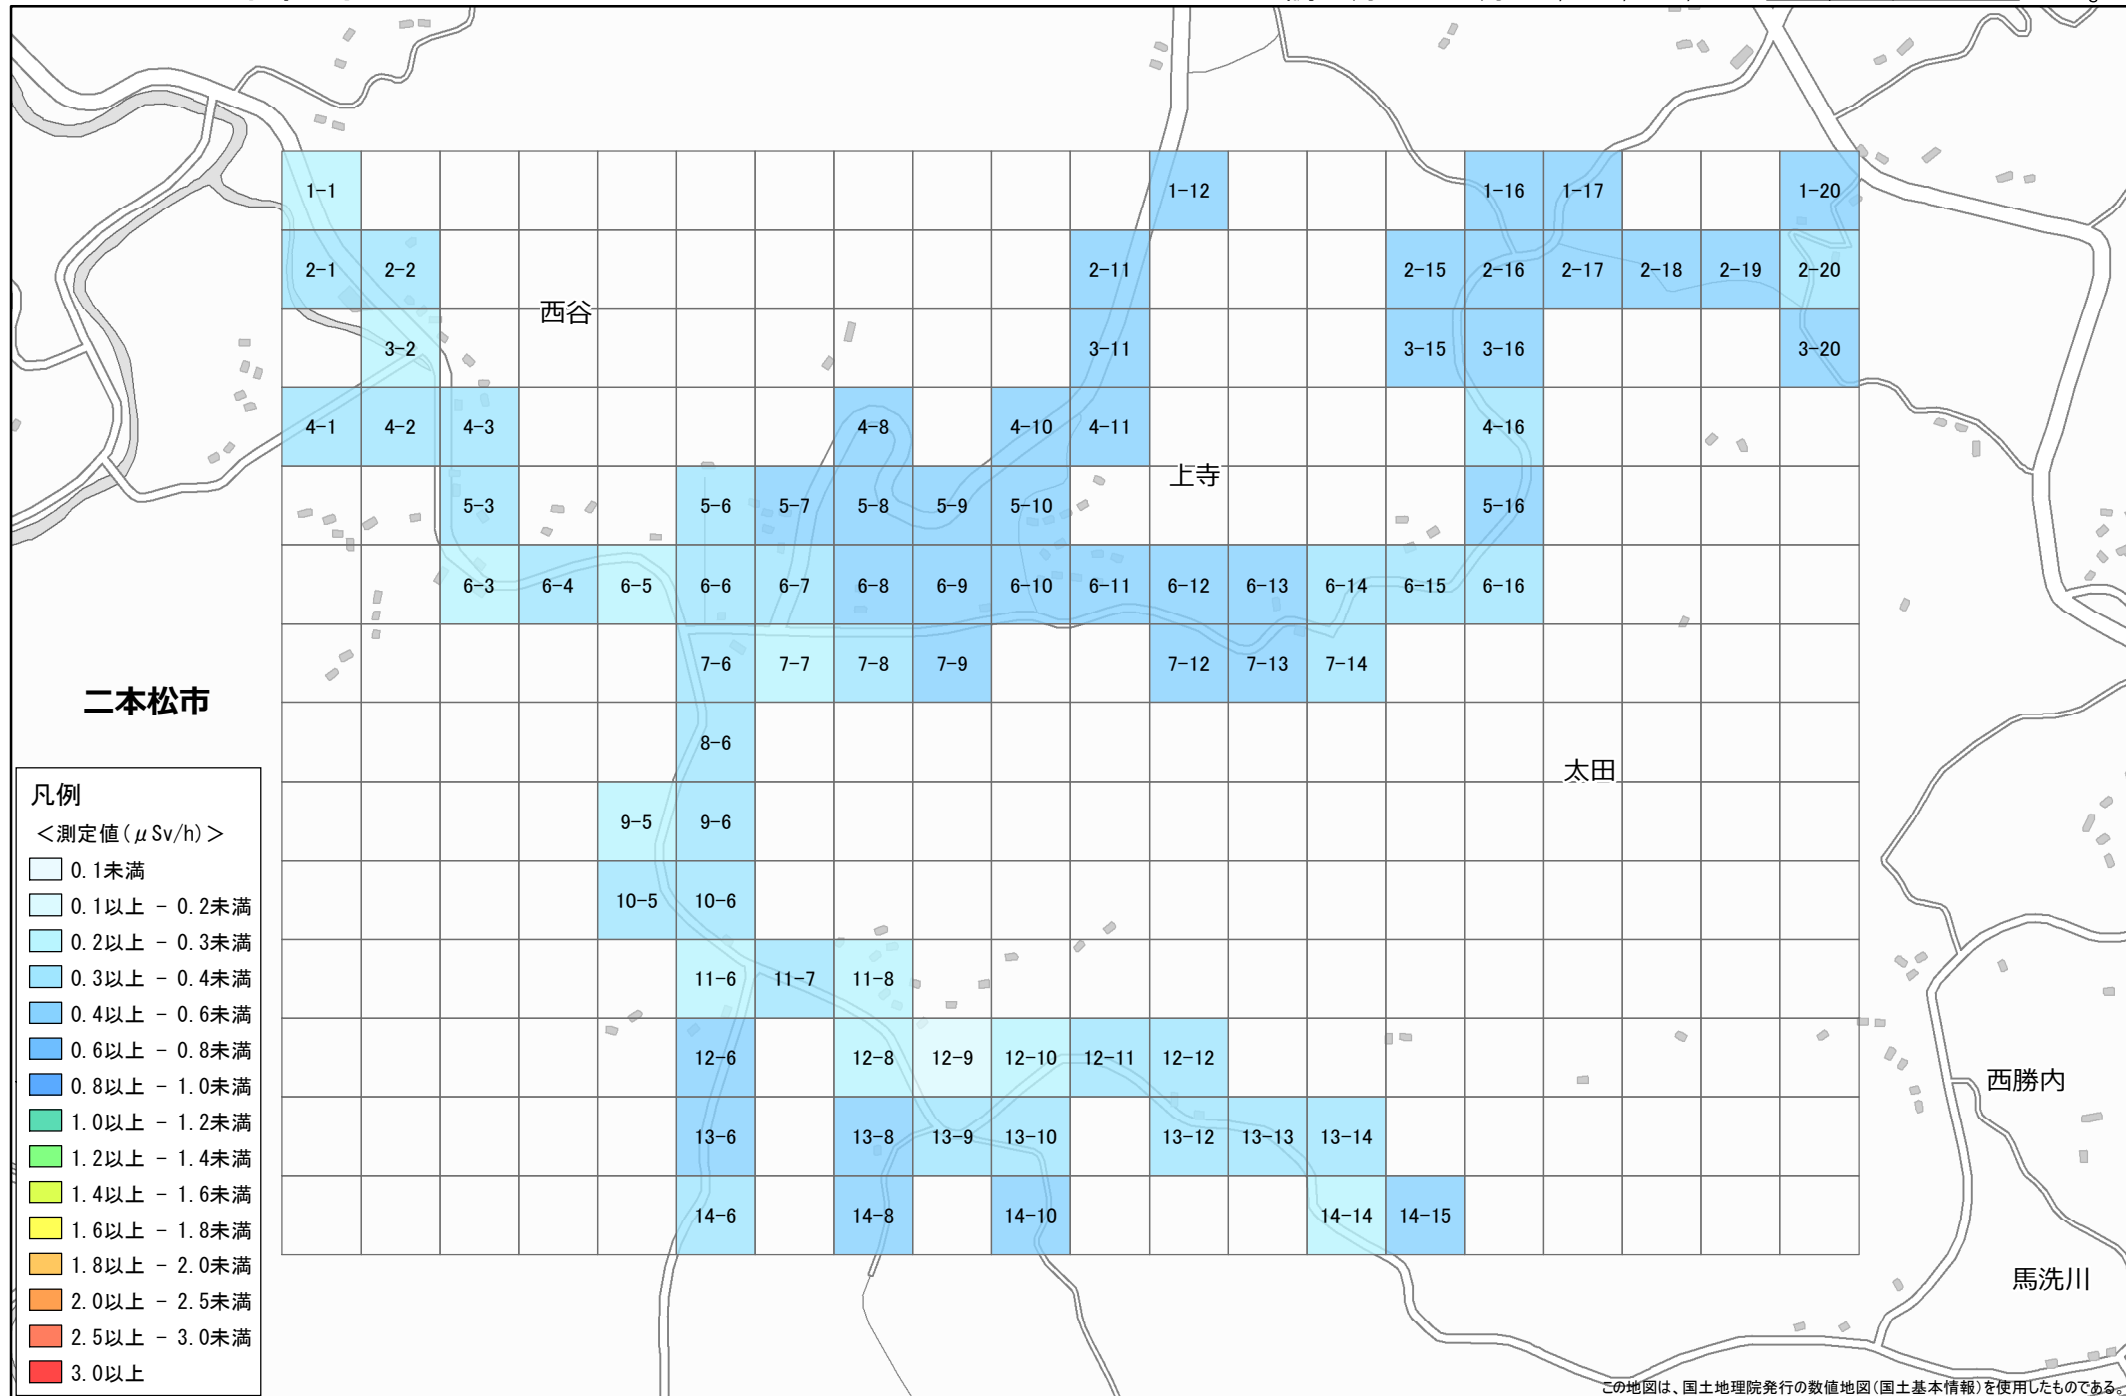 1-1 1-12 1-16 1-17 1-20
2-1 2-2 2-11 2-15 2-16 2-17 2-18 2-19 2-20
西谷
3-2 3-11 3-15 3-16 3-20
4-1 4-2 4-3 4-8 4-10 4-11 4-16
上寺
5-3 5-6 5-7 5-8 5-9 5-10 5-16
6-3 6-4 6-5 6-6 6-7 6-8 6-9 6-10 6-11 6-12 6-13 6-14 6-15 6-16
7-6 7-7 7-8 7-9 7-12 7-13 7-14
二本松市
8-6
太田
9-5 9-6
10-5 10-6
11-6 11-7 11-8
12-6 12-8 12-9 12-10 12-11 12-12
西勝内
13-6 13-8 13-9 13-10 13-12 13-13 13-14
14-6 14-8 14-10 14-14 14-15
馬洗川
凡例
＜測定値(μSv/h)＞
0.1未満
0.1以上 - 0.2未満
0.2以上 - 0.3未満
0.3以上 - 0.4未満
0.4以上 - 0.6未満
0.6以上 - 0.8未満
0.8以上 - 1.0未満
1.0以上 - 1.2未満
1.2以上 - 1.4未満
1.4以上 - 1.6未満
1.6以上 - 1.8未満
1.8以上 - 2.0未満
2.0以上 - 2.5未満
2.5以上 - 3.0未満
3.0以上
この地図は、国土地理院発行の数値地図(国土基本情報)を使用したものである。